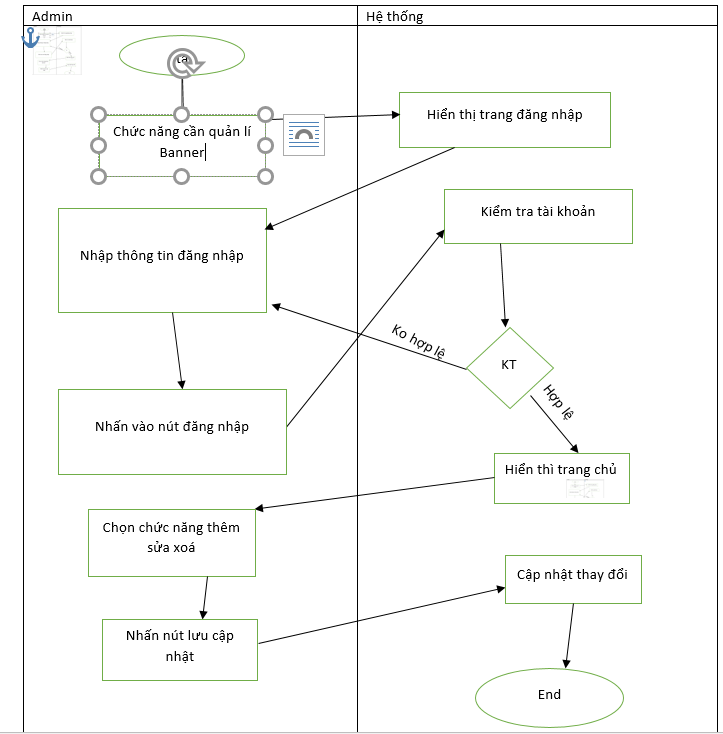 Admin
Hệ thống
Chức năng cần quản lí
Banner
Hiển thị trang đăng nhập
Nhập thông tin đăng nhập
Kiểm tra tài khoản
Ko hợp lệ
KT
Hợp lệ
Nhấn vào nút đăng nhập
Hiển thì trang chủ
Chọn chức năng thêm
sửa xoá
Cập nhật thay đổi
Nhấn nút lưu cập
nhật
End